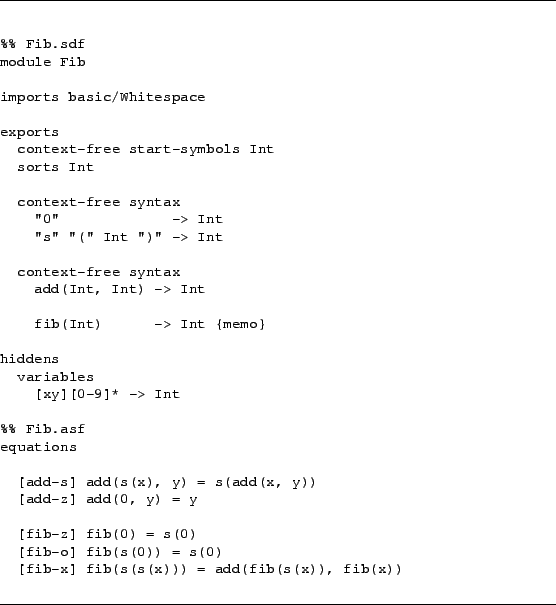 %% Fib.sdf
module Fib
imports basic/Whitespace
exports
context-free start-symbols Int
sorts Int
context-free syntax
"0" -> Int
"s" "(" Int ")" -> Int
context-free syntax
add(Int, Int) -> Int
fib(Int) -> Int {memo}
hiddens
variables
[xy][0-9]* -> Int
%% Fib.asf
equations
[add-s] add(s(x), y) = s(add(x, y))
[add-z] add(0, y) = y
[fib-z] fib(0) = s(0)
[fib-o] fib(s(0)) = s(0)
[fib-x] fib(s(s(x))) = add(fib(s(x)), fib(x))